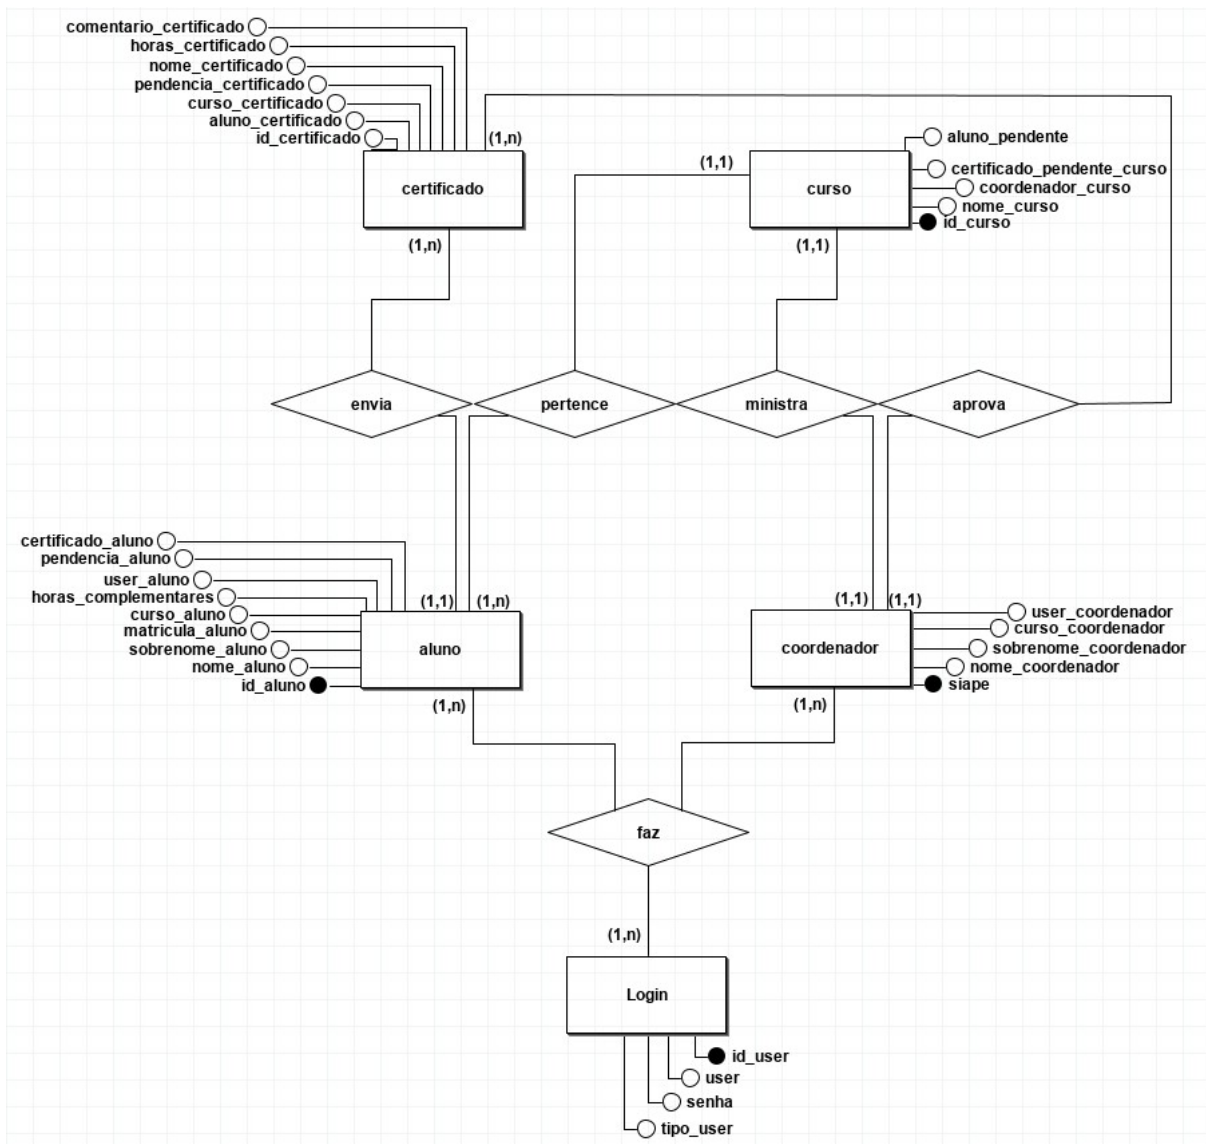 comentario_certificado
horas_certificado
nome_certificado
pendencia_certificado
curso_certificado
aluno_certificado
id_certificado
(1,n)
certificado
(1,n)
(1,1)
curso
aluno_pendente
certificado_pendente_curso
coordenador_curso
nome_curso
id_curso
(1,1)
envia
pertence
ministra
aprova
certificado_aluno
pendencia_aluno
user_aluno
horas_complementares
curso_aluno
matricula_aluno
sobrenome_aluno
nome_aluno
id_aluno
(1,1)
(1,n)
aluno
(1,n)
(1,1)
(1,1)
coordenador
user_coordenador
curso_coordenador
sobrenome_coordenador
nome_coordenador
siape
(1,n)
faz
(1,n)
Login
id_user
user
senha
tipo_user